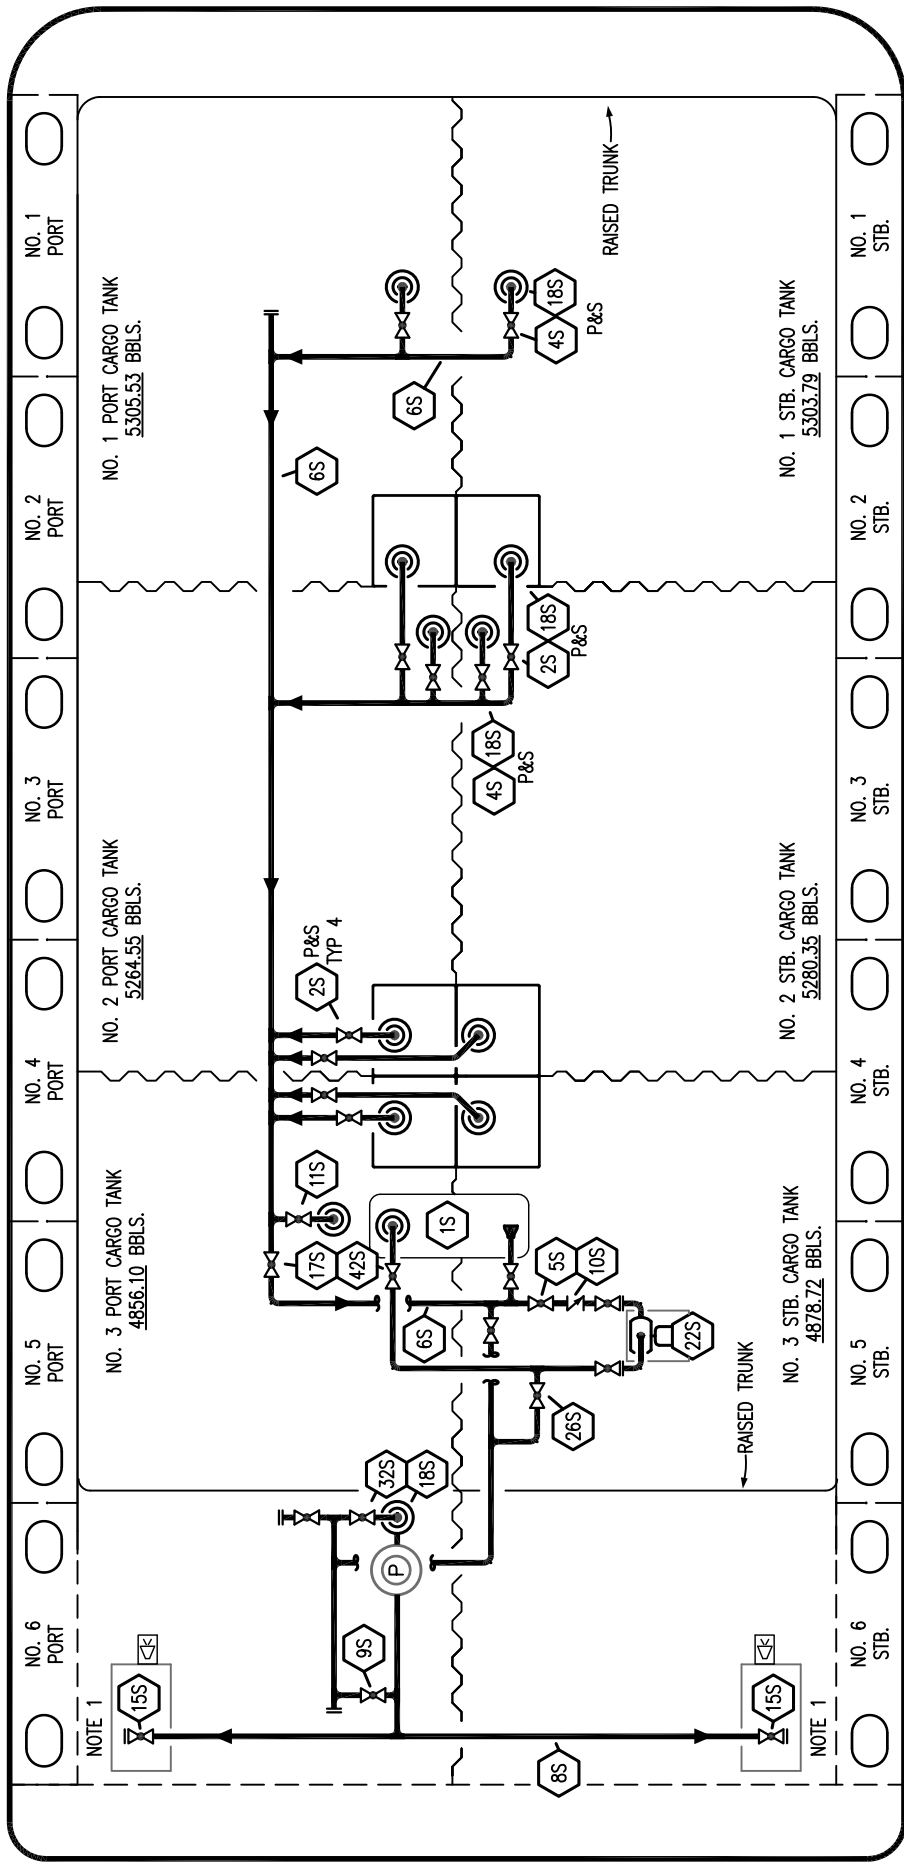 NO. 1
PORT
NO. 2
PORT
NO. 3
PORT
NO. 4
PORT
NO. 5
PORT
NO. 6
PORT
NO. 1 PORT CARGO TANK
5305.53 BBLS.
NO. 2 PORT CARGO TANK
5264.55 BBLS.
NO. 3 PORT CARGO TANK
4856.10 BBLS.
NOTE 1
15S
RAISED TRUNK
18S
4S
P&S
6S
6S
18S
2S
P&S
18S
4S
P&S
2S
P&S
TYP 4
11S
17S
42S
1S
5S
10S
6S
22S
26S
RAISED TRUNK
32S
18S
P
9S
8S
NO. 1 STB. CARGO TANK
5303.79 BBLS.
NO. 2 STB. CARGO TANK
5280.35 BBLS.
NO. 3 STB. CARGO TANK
4878.72 BBLS.
15S
NOTE 1
NO. 1
STB.
NO. 2
STB.
NO. 3
STB.
NO. 4
STB.
NO. 5
STB.
NO. 6
STB.